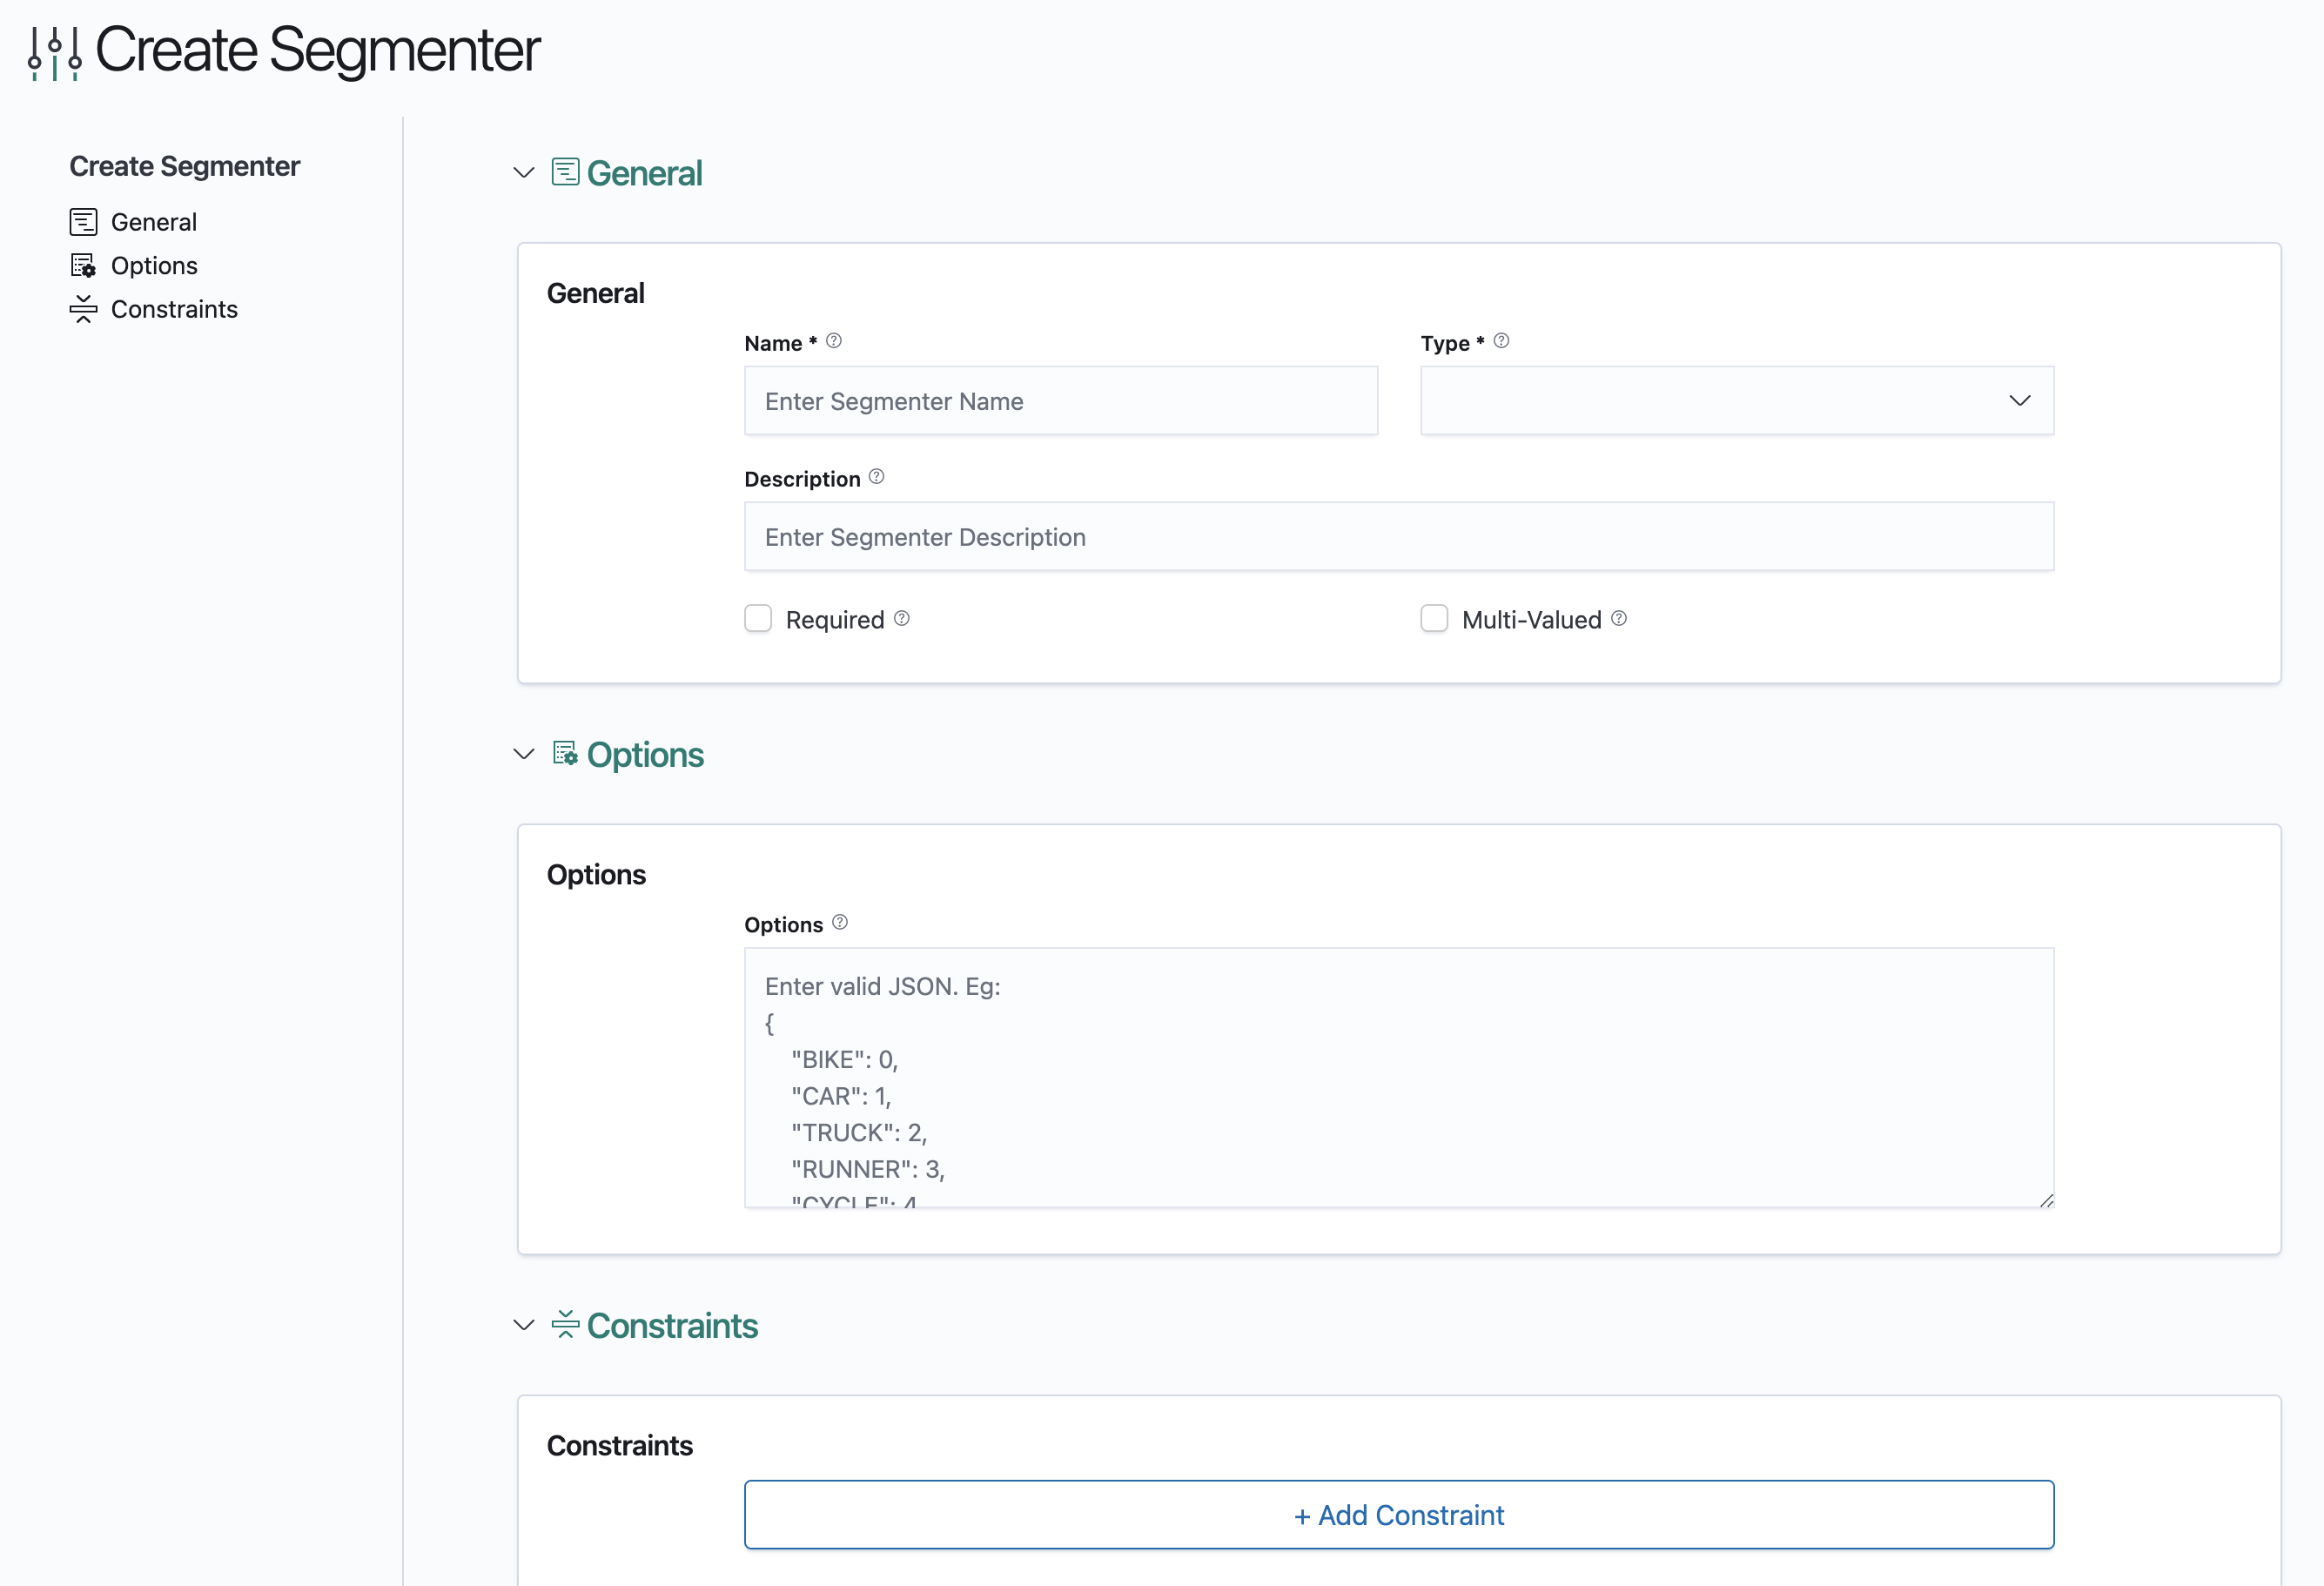 Create Segmenter
Create Segmenter
General
Options
Constraints
General
General
Name *
Type *
Enter Segmenter Name
Description
Enter Segmenter Description
Required
Multi-Valued
Options
Options
Options
Enter valid JSON. Eg:
{
"BIKE": 0,
"CAR": 1,
"TRUCK": 2,
"RUNNER": 3,
"CYCLE": 4
Constraints
Constraints
+ Add Constraint